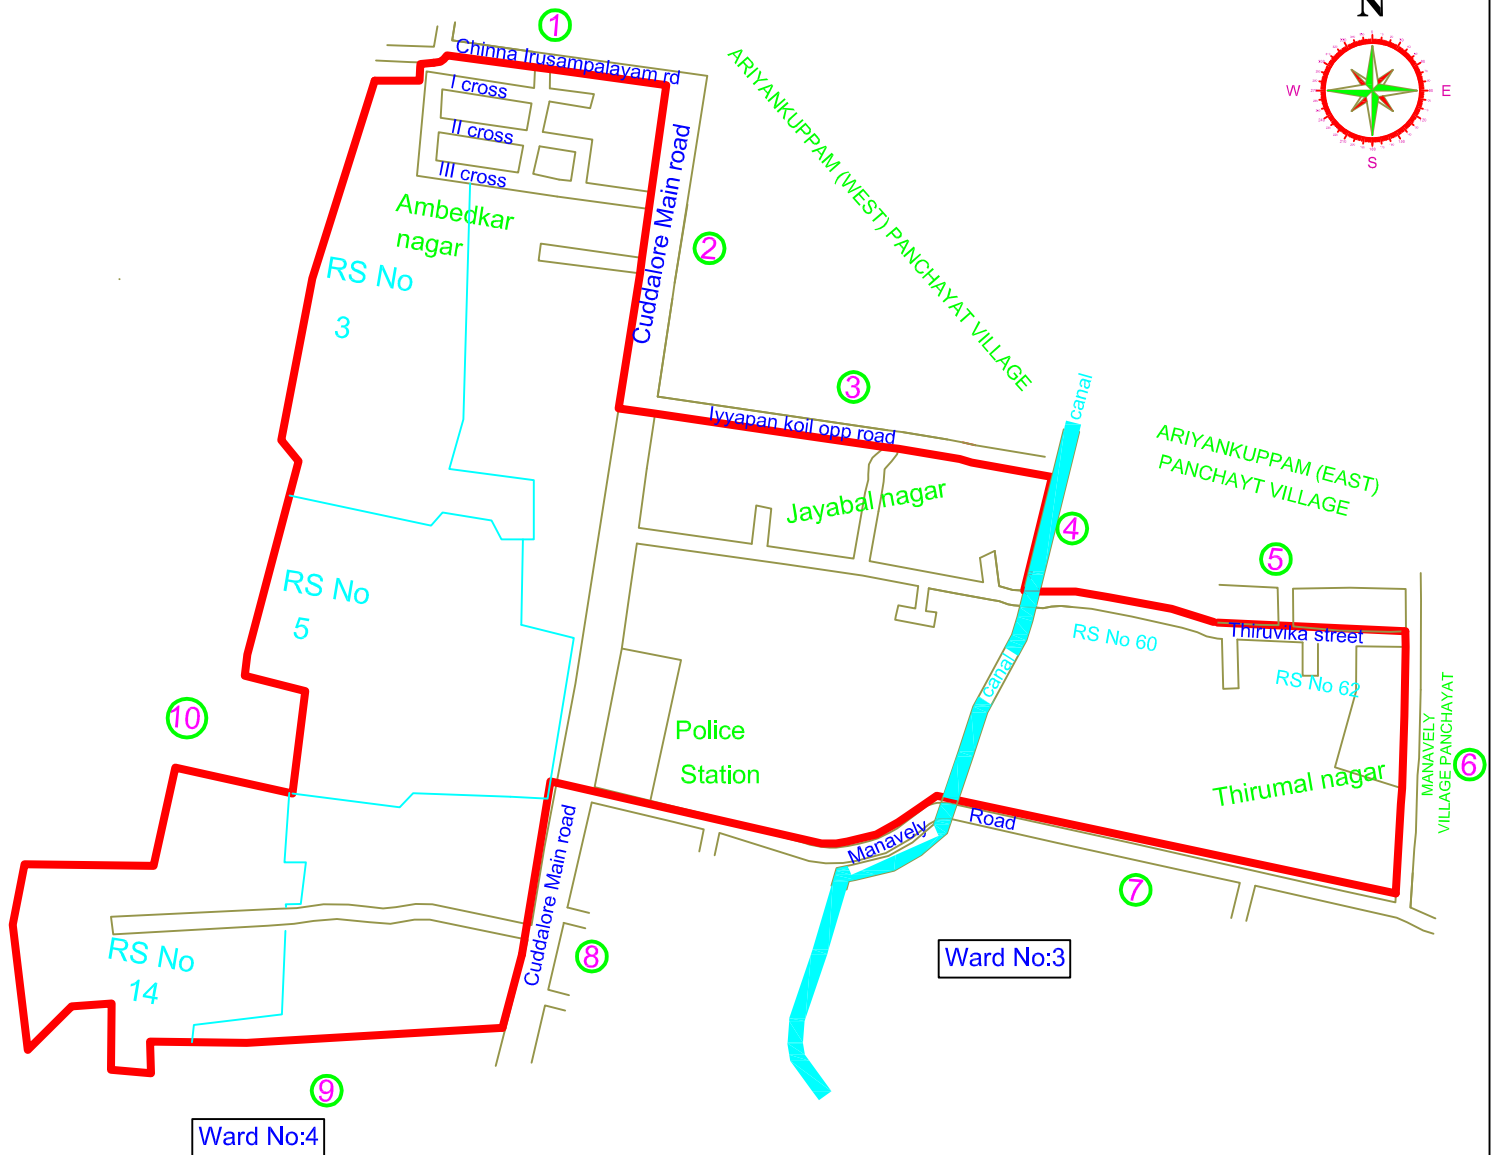 N
W
E
S
1
Chinna Irusampalayam rd
I cross
II cross
III cross
Ambedkar
nagar
Cuddalore Main road
2
ARIYANKUPPAM (WEST) PANCHAYAT VILLAGE
RS No
3
3
Iyyapan koil opp road
canal
ARIYANKUPPAM (EAST)
PANCHAYT VILLAGE
Jayabal nagar
4
5
RS No
5
RS No 60
Thiruvika street
RS No 62
canal
10
Police
Station
Thirumal nagar
MANAVELY
VILLAGE PANCHAYAT
6
Manavely
Road
Cuddalore Main road
7
RS No
14
8
Ward No:3
9
Ward No:4